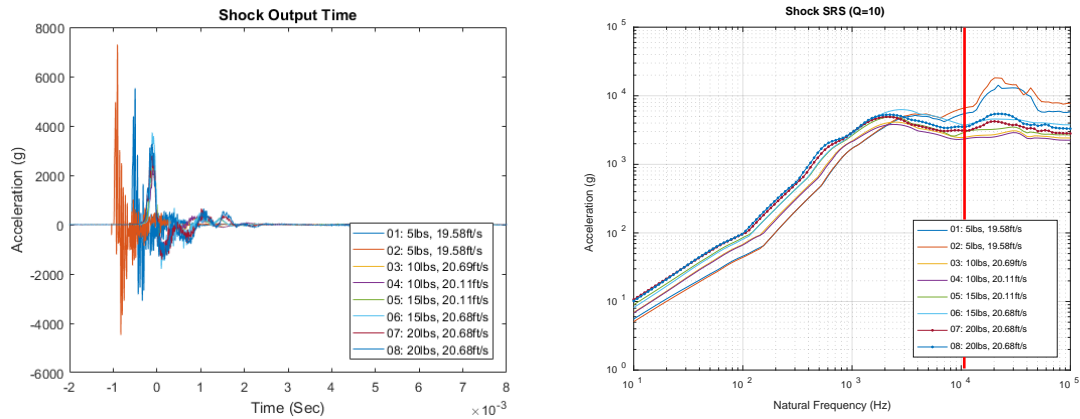 Shock Output Time
Acceleration (g)
8000
6000
4000
2000
0
-2000
-4000
-6000
-2
-1
0
1
2
3
4
5
6
7
8
Time (Sec)
×10⁻³
01: 5lbs, 19.58ft/s
02: 5lbs, 19.58ft/s
03: 10lbs, 20.69ft/s
04: 10lbs, 20.11ft/s
05: 15lbs, 20.11ft/s
06: 15lbs, 20.68ft/s
07: 20lbs, 20.68ft/s
08: 20lbs, 20.68ft/s
Shock SRS (Q=10)
Acceleration (g)
10⁵
10⁴
10³
10²
10¹
10⁰
10¹
10²
10³
10⁴
10⁵
Natural Frequency (Hz)
01: 5lbs, 19.58ft/s
02: 5lbs, 19.58ft/s
03: 10lbs, 20.69ft/s
04: 10lbs, 20.11ft/s
05: 15lbs, 20.11ft/s
06: 15lbs, 20.68ft/s
07: 20lbs, 20.68ft/s
08: 20lbs, 20.68ft/s